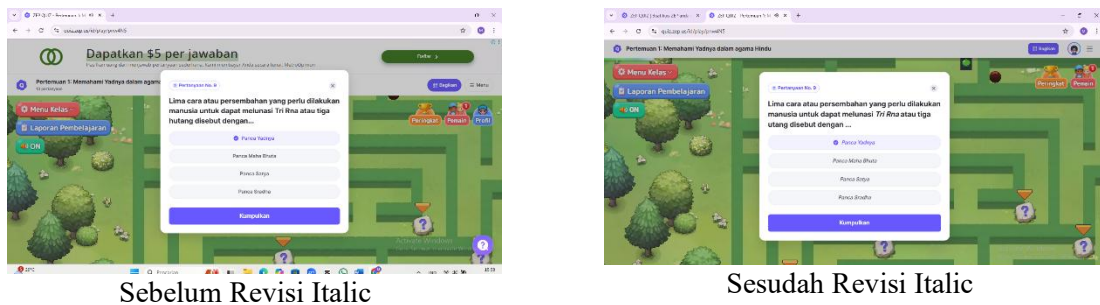 Dapatkan $5 per jawaban
Daftar >
Pertemuan 1: Memahami Yadnya dalam agama
Bagikan
Menu
Menu Kelas
Laporan Pembelajaran
ON
Peringkat
Pemain
Profil
Pertanyaan No. 9
Lima cara atau persembahan yang perlu dilakukan
manusia untuk dapat melunasi Tri Rna atau tiga
hutang disebut dengan...
Panca Yadnya
Panca Maha Bhuta
Panca Satya
Panca Sradha
Kumpulkan
?
?
Activate Windows
Sebelum Revisi Italic
Pertemuan 1: Memahami Yadnya dalam agama Hindu
Bagikan
Menu Kelas
Laporan Pembelajaran
ON
Peringkat
Pemain
Pertanyaan No. 9
Lima cara atau persembahan yang perlu dilakukan
manusia untuk dapat melunasi Tri Rna atau tiga
utang disebut dengan ...
Panca Yadnya
Panca Maha Bhuta
Panca Satya
Panca Sradha
Kumpulkan
?
?
?
Sesudah Revisi Italic